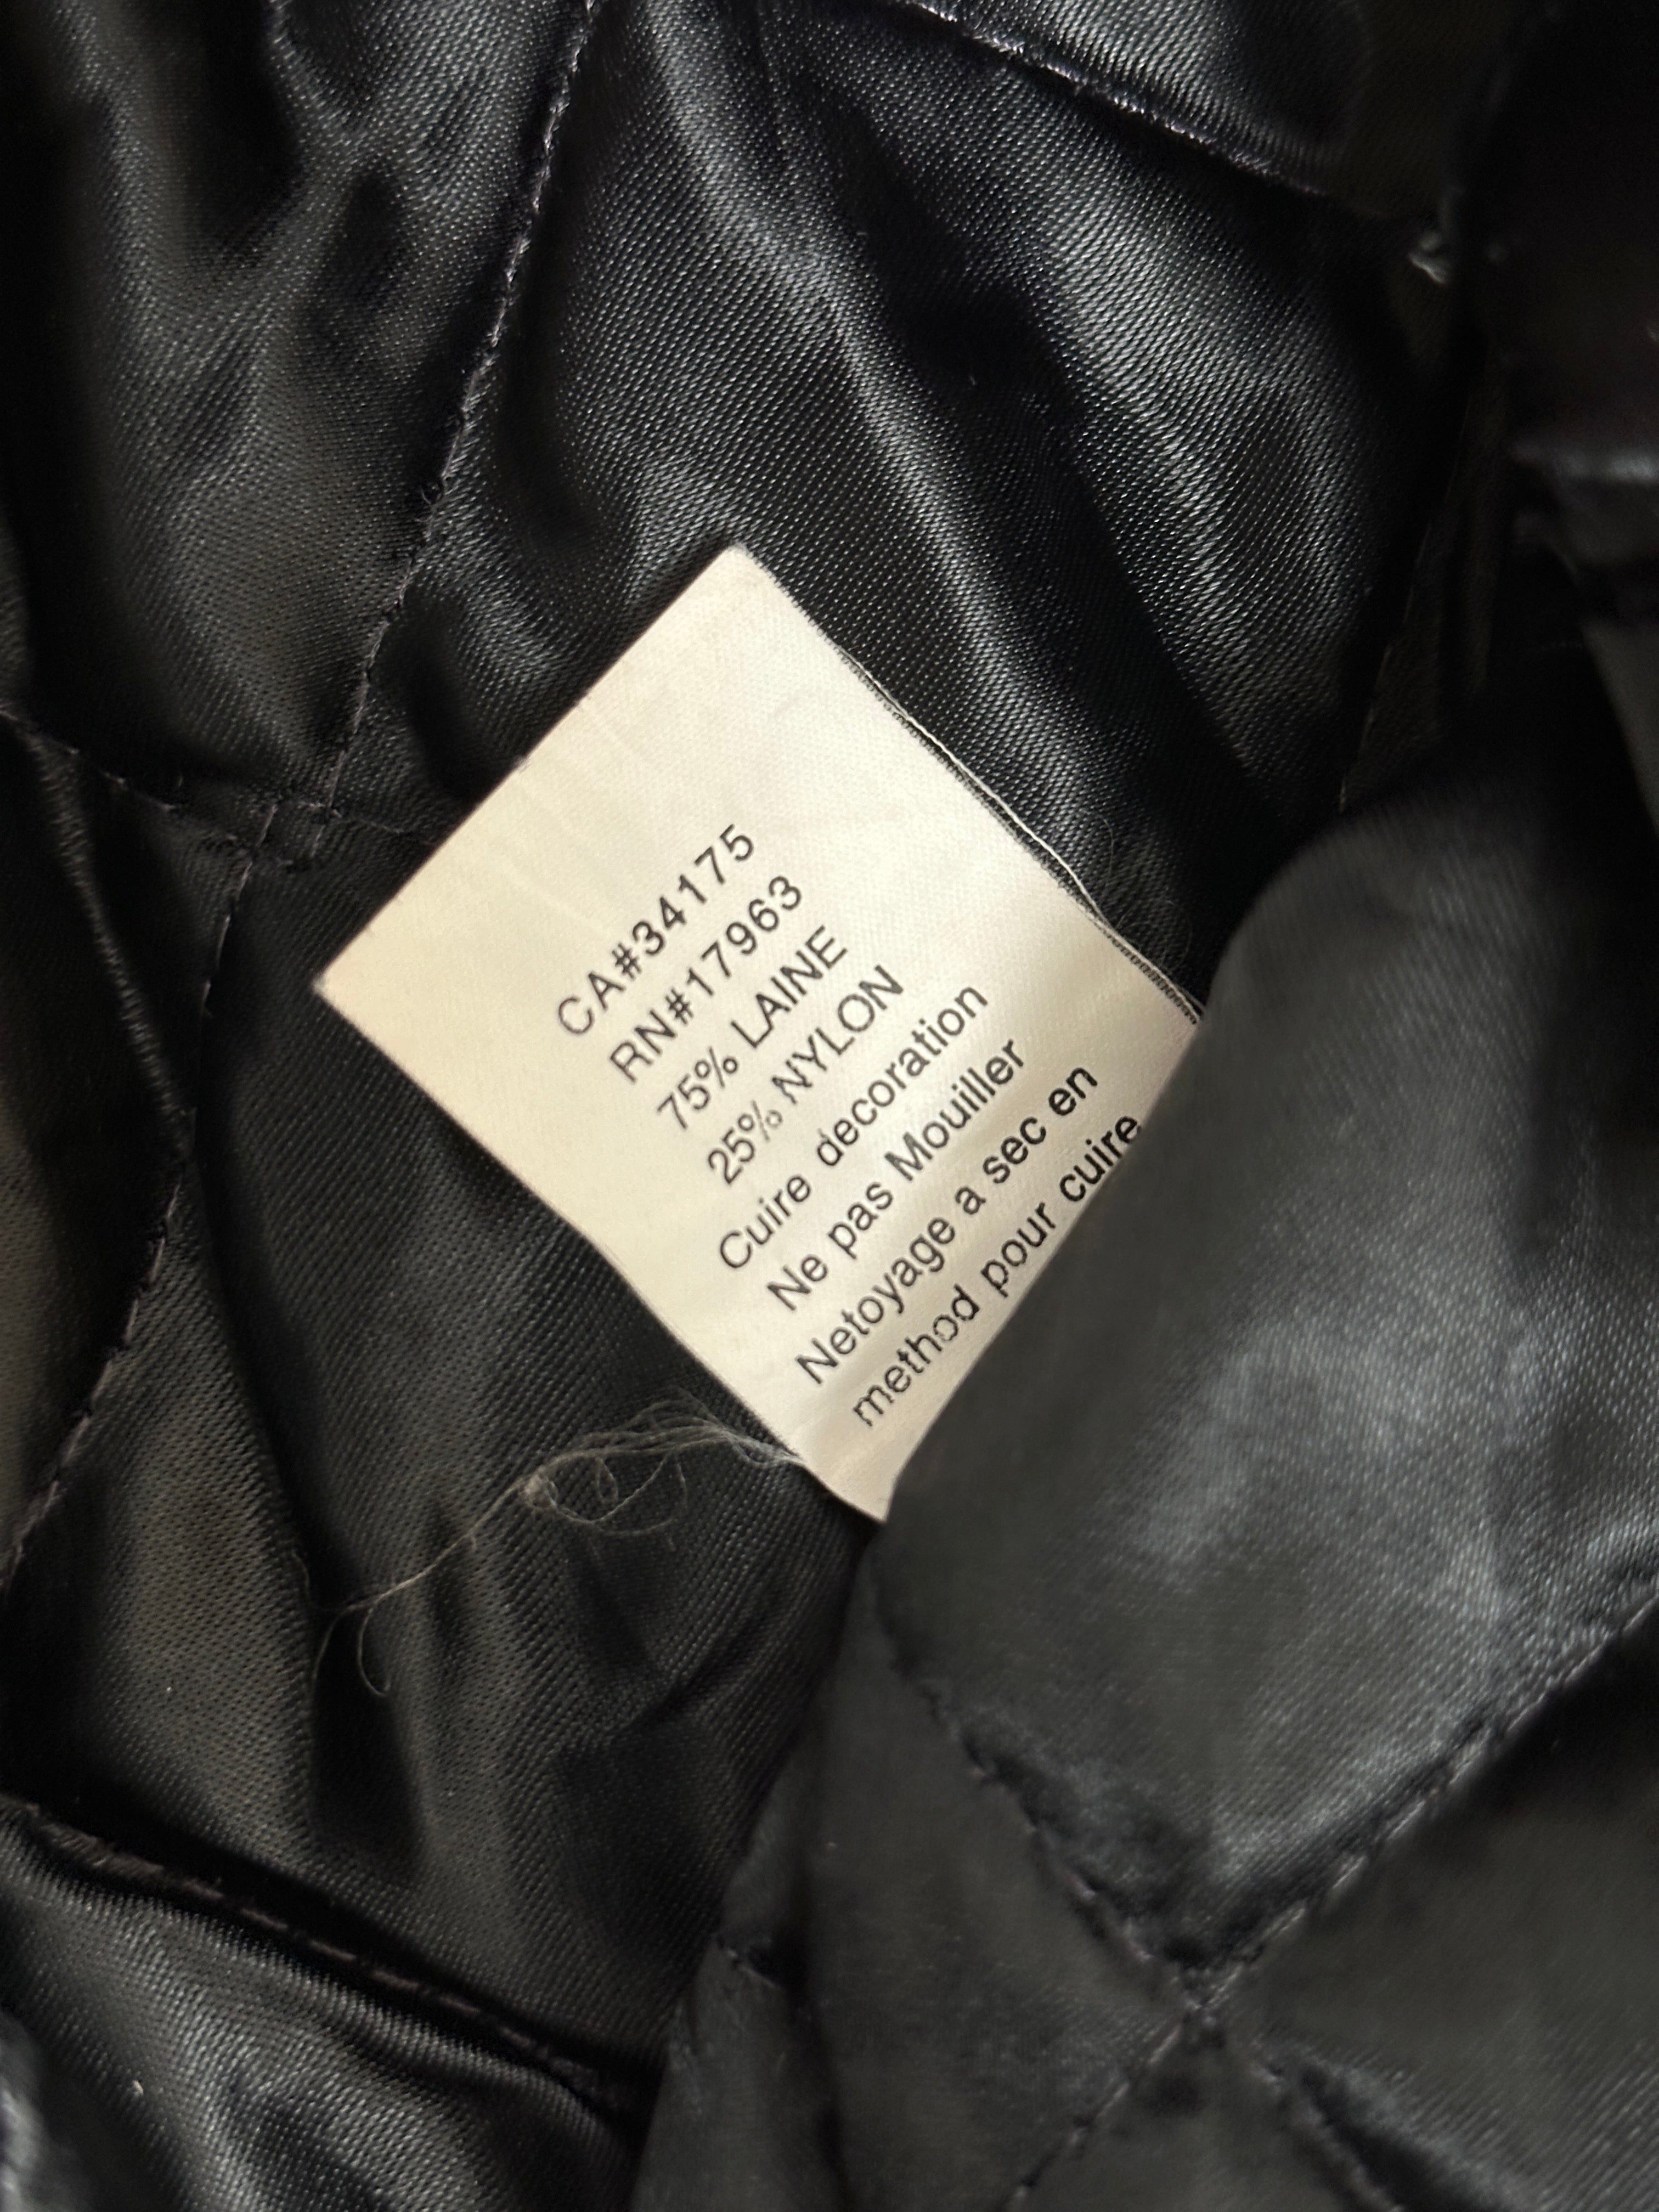 CA#34175
RN#17963
75% LAINE
25% NYLON
Cuire decoration
Ne pas Mouiller
Netoyage a sec en
method pour cuire